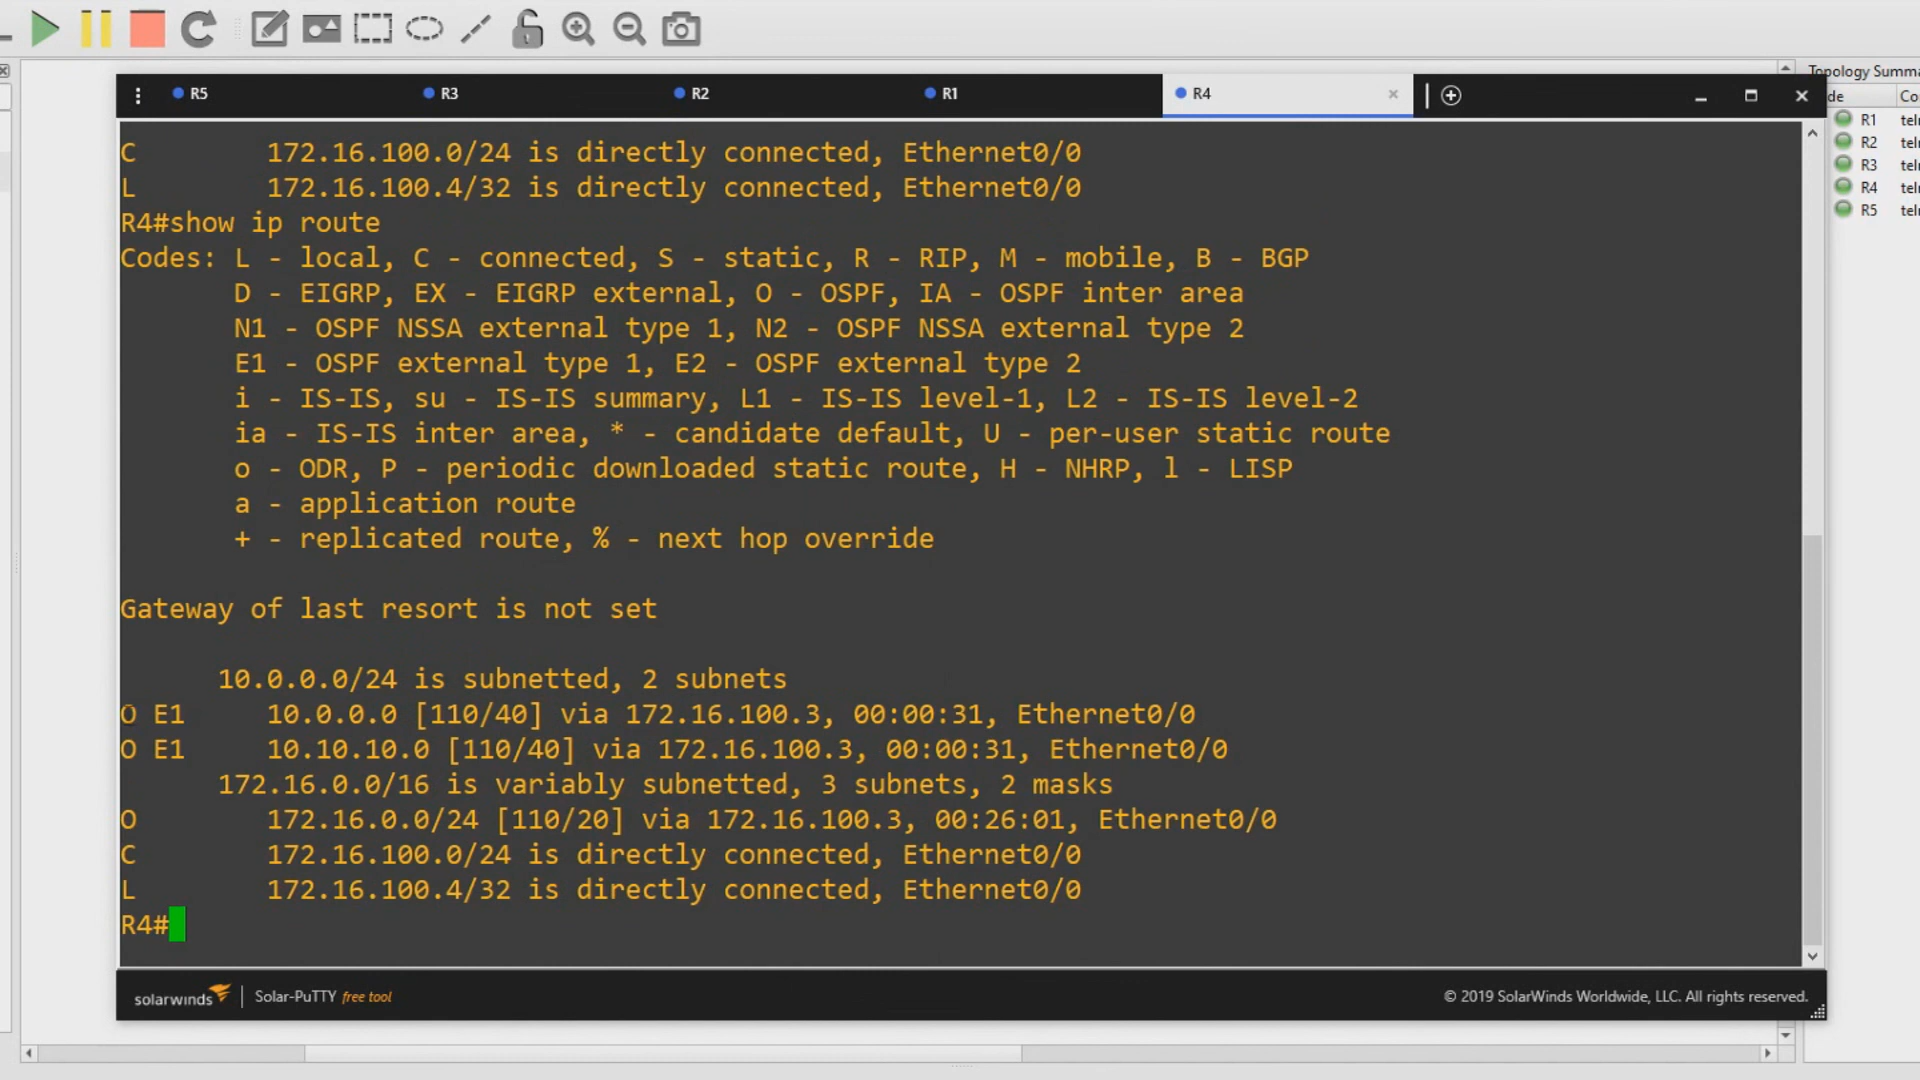 Topology Summa
R5 R3 R2 R1 R4
de Co
R1 teln
R2 teln
R3 teln
R4 teln
R5 teln
C 172.16.100.0/24 is directly connected, Ethernet0/0
L 172.16.100.4/32 is directly connected, Ethernet0/0
R4#show ip route
Codes: L - local, C - connected, S - static, R - RIP, M - mobile, B - BGP
D - EIGRP, EX - EIGRP external, O - OSPF, IA - OSPF inter area
N1 - OSPF NSSA external type 1, N2 - OSPF NSSA external type 2
E1 - OSPF external type 1, E2 - OSPF external type 2
i - IS-IS, su - IS-IS summary, L1 - IS-IS level-1, L2 - IS-IS level-2
ia - IS-IS inter area, * - candidate default, U - per-user static route
o - ODR, P - periodic downloaded static route, H - NHRP, l - LISP
a - application route
+ - replicated route, % - next hop override
Gateway of last resort is not set
10.0.0.0/24 is subnetted, 2 subnets
O E1 10.0.0.0 [110/40] via 172.16.100.3, 00:00:31, Ethernet0/0
O E1 10.10.10.0 [110/40] via 172.16.100.3, 00:00:31, Ethernet0/0
172.16.0.0/16 is variably subnetted, 3 subnets, 2 masks
O 172.16.0.0/24 [110/20] via 172.16.100.3, 00:26:01, Ethernet0/0
C 172.16.100.0/24 is directly connected, Ethernet0/0
L 172.16.100.4/32 is directly connected, Ethernet0/0
R4#
solarwinds | Solar-PuTTY free tool
© 2019 SolarWinds Worldwide, LLC. All rights reserved.